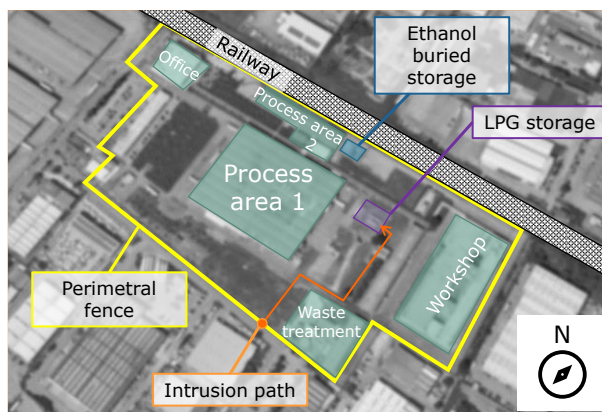 Ethanol
buried
storage
Railway
Office
Process area
2
LPG storage
Process
area 1
Workshop
Perimetral
fence
Waste
treatment
Intrusion path
N